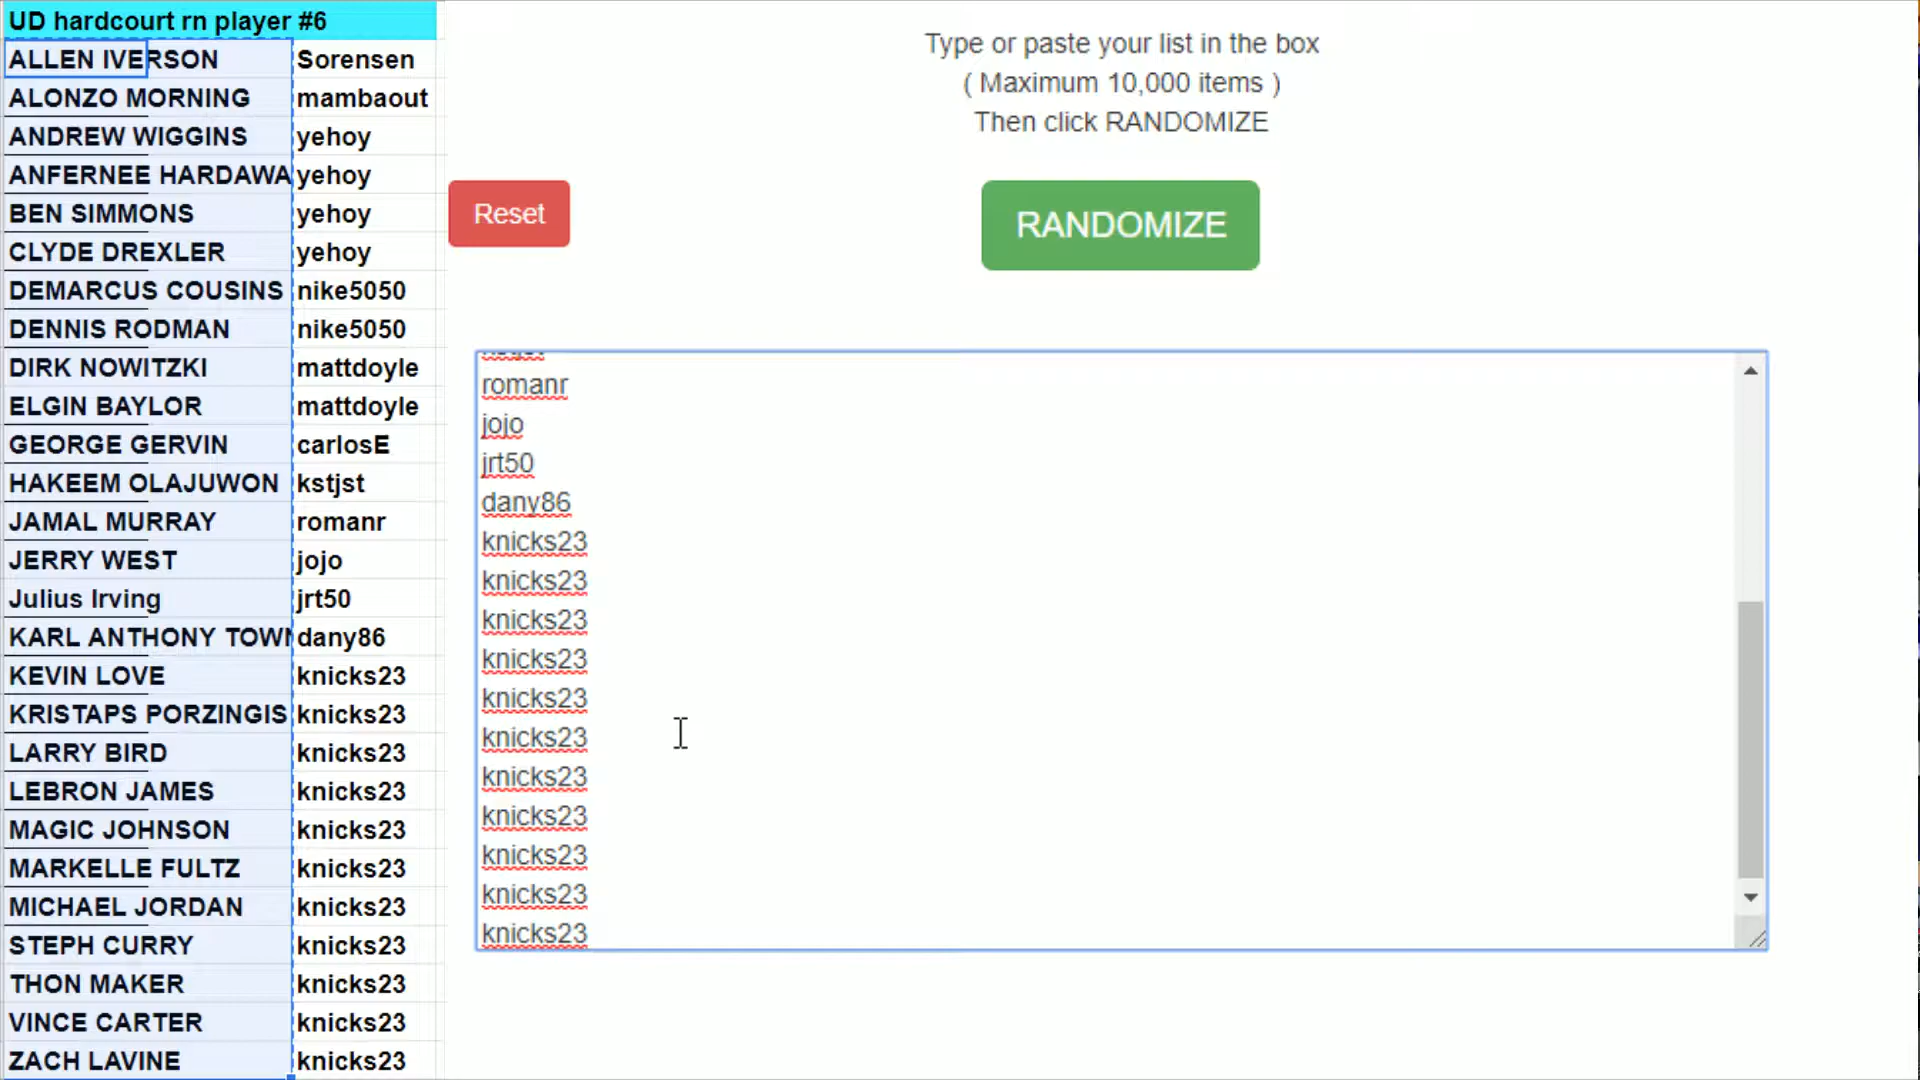 UD hardcourt rn player #6
ALLEN IVERSON Sorensen
ALONZO MORNING mambaout
ANDREW WIGGINS yehoy
ANFERNEE HARDAWA yehoy
BEN SIMMONS yehoy
CLYDE DREXLER yehoy
DEMARCUS COUSINS nike5050
DENNIS RODMAN nike5050
DIRK NOWITZKI mattdoyle
ELGIN BAYLOR mattdoyle
GEORGE GERVIN carlosE
HAKEEM OLAJUWON kstjst
JAMAL MURRAY romanr
JERRY WEST jojo
Julius Irving jrt50
KARL ANTHONY TOWN dany86
KEVIN LOVE knicks23
KRISTAPS PORZINGIS knicks23
LARRY BIRD knicks23
LEBRON JAMES knicks23
MAGIC JOHNSON knicks23
MARKELLE FULTZ knicks23
MICHAEL JORDAN knicks23
STEPH CURRY knicks23
THON MAKER knicks23
VINCE CARTER knicks23
ZACH LAVINE knicks23
Type or paste your list in the box
( Maximum 10,000 items )
Then click RANDOMIZE
Reset
RANDOMIZE
romanr
jojo
jrt50
dany86
knicks23
knicks23
knicks23
knicks23
knicks23
knicks23
knicks23
knicks23
knicks23
knicks23
knicks23